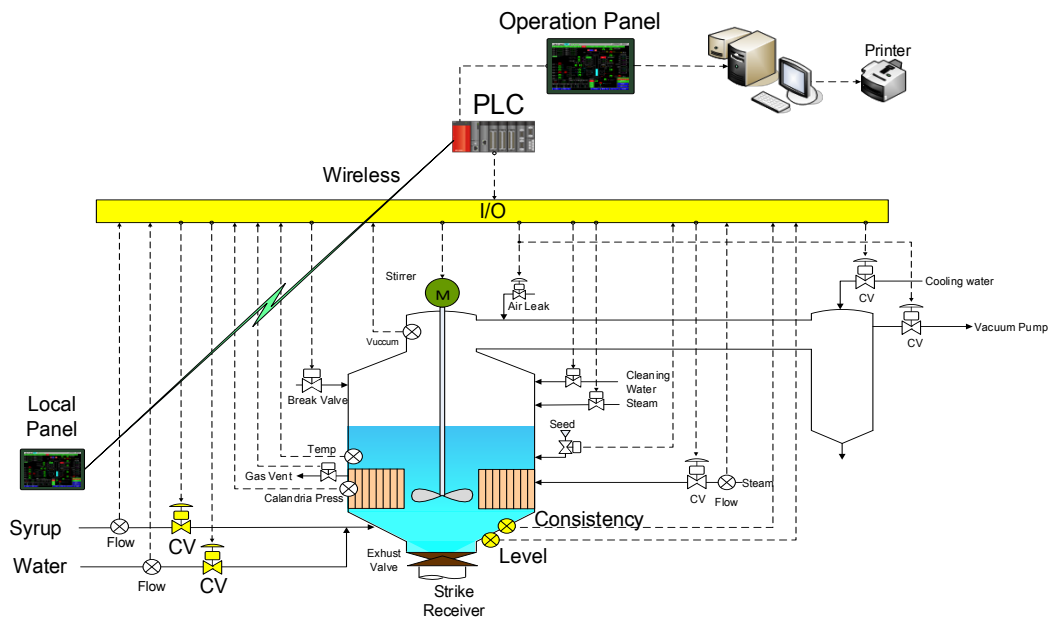 Operation Panel
Printer
PLC
Wireless
I/O
Stirrer
M
Air Leak
CV
Cooling water
Vuccum
CV
Vacuum Pump
Break Valve
Cleaning
Water
Steam
Local
Panel
Seed
Temp
Gas Vent
Calandria Press
CV
Flow
Steam
Syrup
Flow
CV
Consistency
Level
Water
Flow
CV
Exhust
Valve
Strike
Receiver